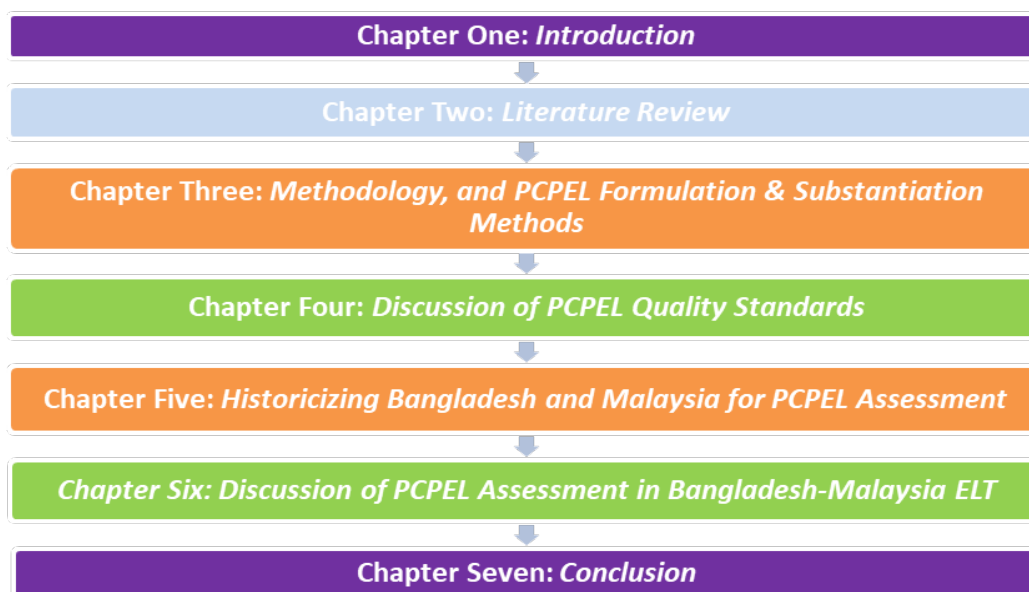 Chapter One: Introduction
Chapter Two: Literature Review
Chapter Three: Methodology, and PCPEL Formulation & Substantiation
Methods
Chapter Four: Discussion of PCPEL Quality Standards
Chapter Five: Historicizing Bangladesh and Malaysia for PCPEL Assessment
Chapter Six: Discussion of PCPEL Assessment in Bangladesh-Malaysia ELT
Chapter Seven: Conclusion